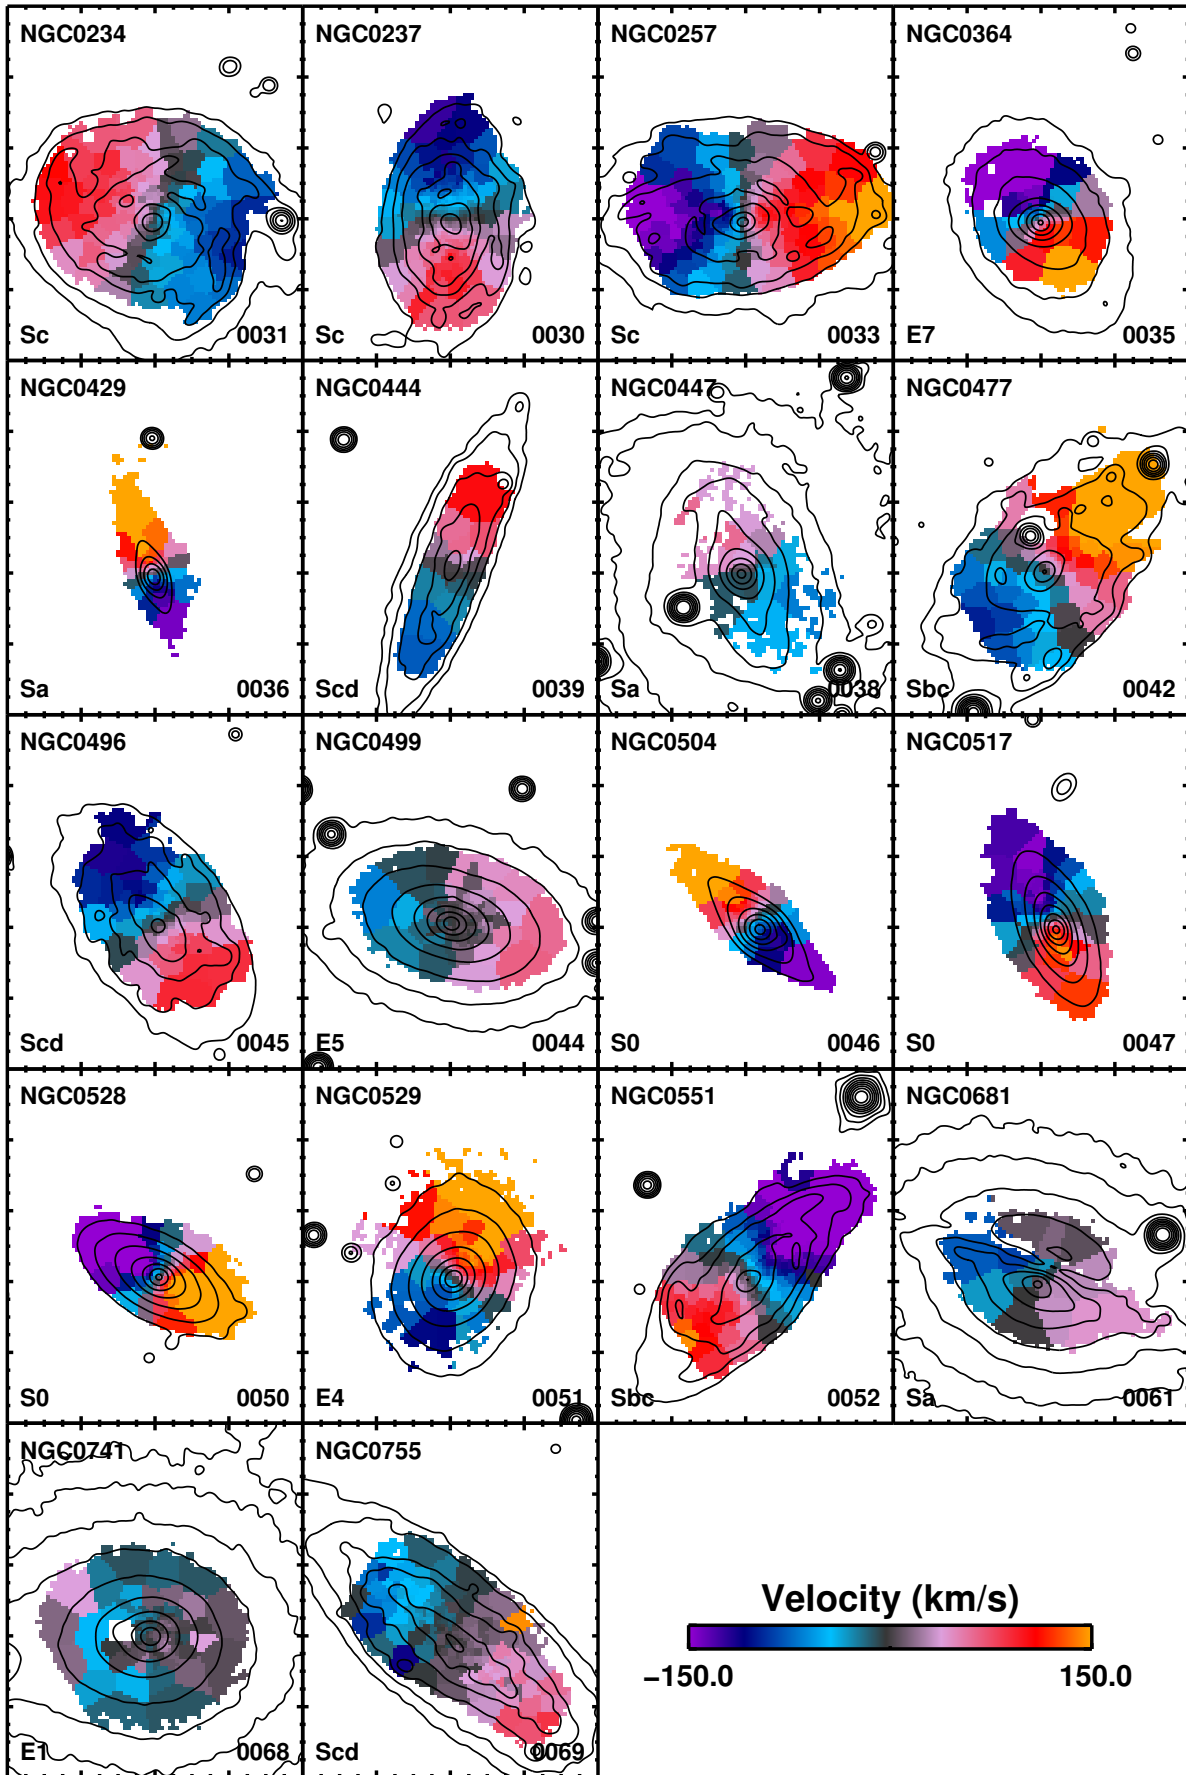 NGC0234
Sc 0031
NGC0237
Sc 0030
NGC0257
Sc 0033
NGC0364
E7 0035
NGC0429
Sa 0036
NGC0444
Scd 0039
NGC0447
Sa 0038
NGC0477
Sbc 0042
NGC0496
Scd 0045
NGC0499
E5 0044
NGC0504
S0 0046
NGC0517
S0 0047
NGC0528
S0 0050
NGC0529
E4 0051
NGC0551
Sbc 0052
NGC0681
Sa 0061
NGC0741
E1 0068
NGC0755
Scd 0069
Velocity (km/s)
−150.0 150.0